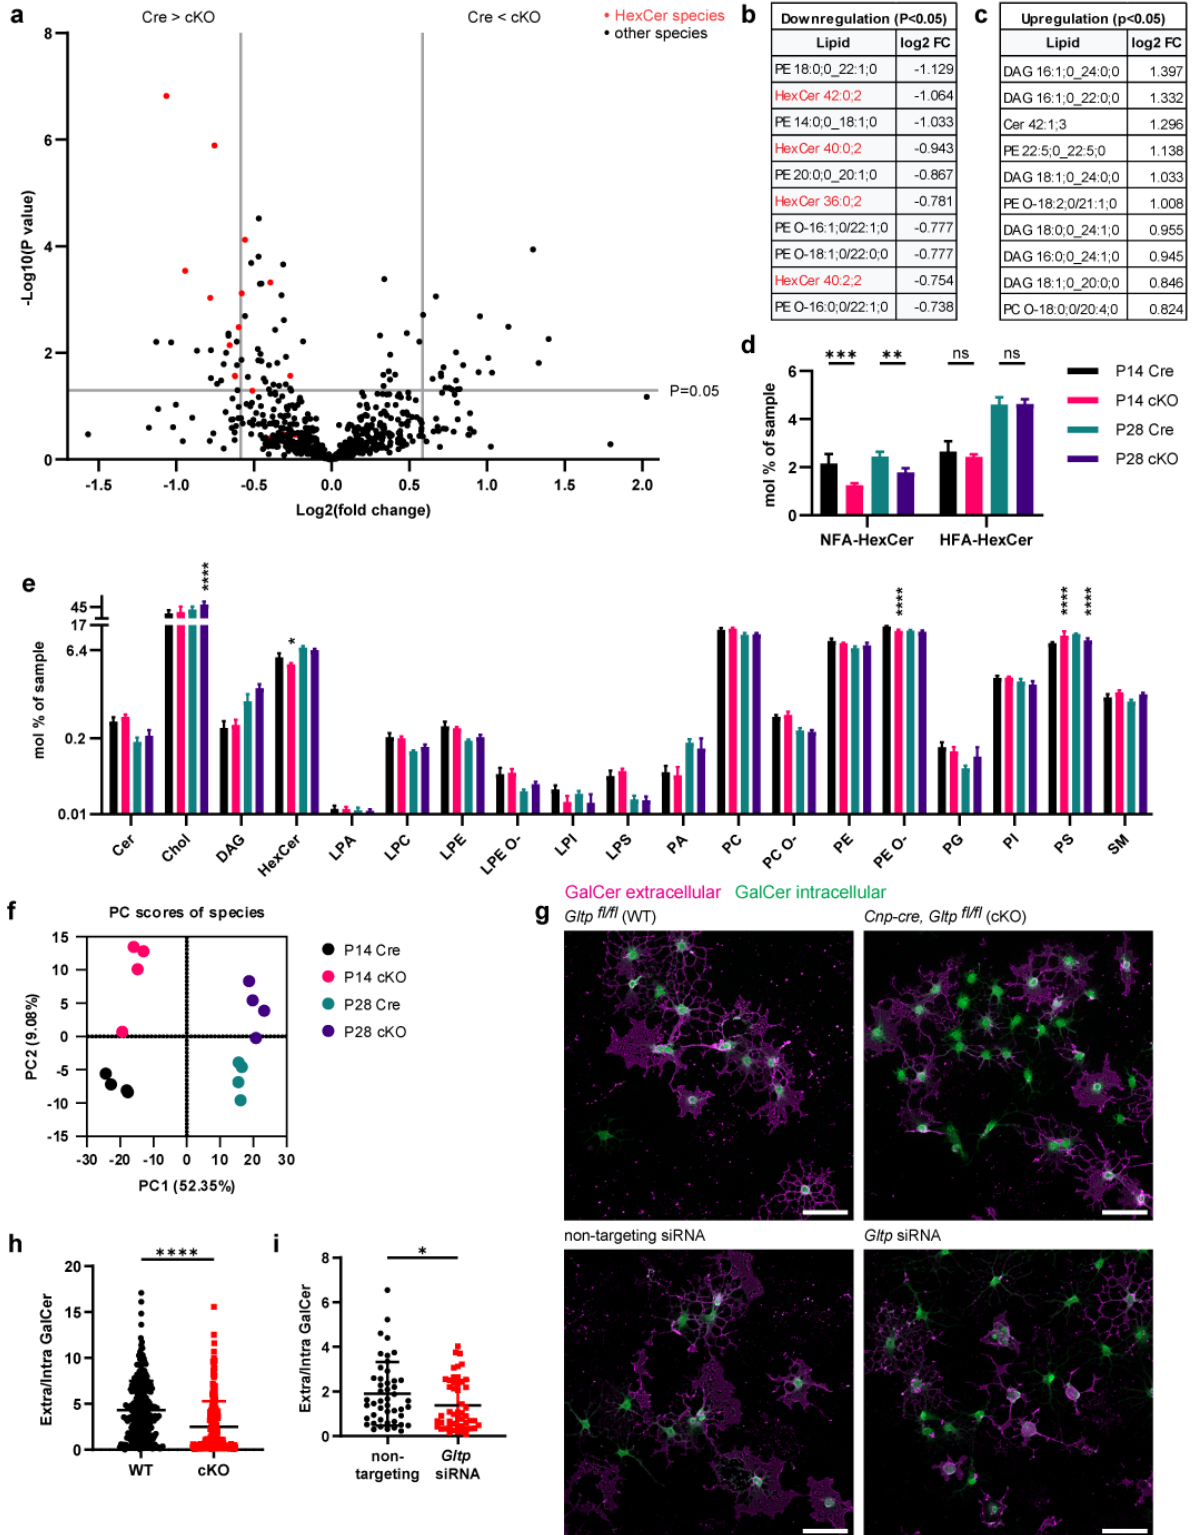 a
Cre > cKO
Cre < cKO
HexCer species
other species
8
6
4
2
0
-Log10(P value)
P=0.05
-1.5 -1.0 -0.5 0.0 0.5 1.0 1.5 2.0
Log2(fold change)
b
Downregulation (P<0.05)
Lipid log2 FC
PE 18:0;0_22:1;0 -1.129
HexCer 42:0;2 -1.064
PE 14:0;0_18:1;0 -1.033
HexCer 40:0;2 -0.943
PE 20:0;0_20:1;0 -0.867
HexCer 36:0;2 -0.781
PE O-16:1;0/22:1;0 -0.777
PE O-18:1;0/22:0;0 -0.777
HexCer 40:2;2 -0.754
PE O-16:0;0/22:1;0 -0.738
c
Upregulation (p<0.05)
Lipid log2 FC
DAG 16:1;0_24:0;0 1.397
DAG 16:1;0_22:0;0 1.332
Cer 42:1;3 1.296
PE 22:5;0_22:5;0 1.138
DAG 18:1;0_24:0;0 1.033
PE O-18:2;0/21:1;0 1.008
DAG 18:0;0_24:1;0 0.955
DAG 16:0;0_24:1;0 0.945
DAG 18:1;0_20:0;0 0.846
PC O-18:0;0/20:4;0 0.824
d
6
4
2
0
mol % of sample
*** ** ns ns
NFA-HexCer HFA-HexCer
P14 Cre
P14 cKO
P28 Cre
P28 cKO
e
45
17
6.4
0.2
0.01
mol % of sample
****
*
****
****
****
Cer Chol DAG HexCer LPA LPC LPE LPE O- LPI LPS PA PC PC O- PE PE O- PG PI PS SM
f
PC scores of species
15
10
5
0
-5
-10
-15
PC2 (9.08%)
-30 -20 -10 0 10 20 30
PC1 (52.35%)
P14 Cre
P14 cKO
P28 Cre
P28 cKO
GalCer extracellular GalCer intracellular
g
Gltp fl/fl (WT)
Cnp-cre, Gltp fl/fl (cKO)
non-targeting siRNA
Gltp siRNA
h
****
20
15
10
5
0
Extra/Intra GalCer
WT cKO
i
*
8
6
4
2
0
Extra/Intra GalCer
non-targeting
Gltp siRNA